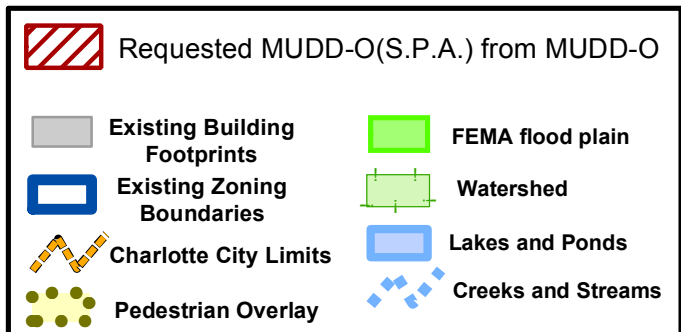 Requested MUDD-O(S.P.A.) from MUDD-O
Existing Building
Footprints
Existing Zoning
Boundaries
Charlotte City Limits
Pedestrian Overlay
FEMA flood plain
Watershed
Lakes and Ponds
Creeks and Streams